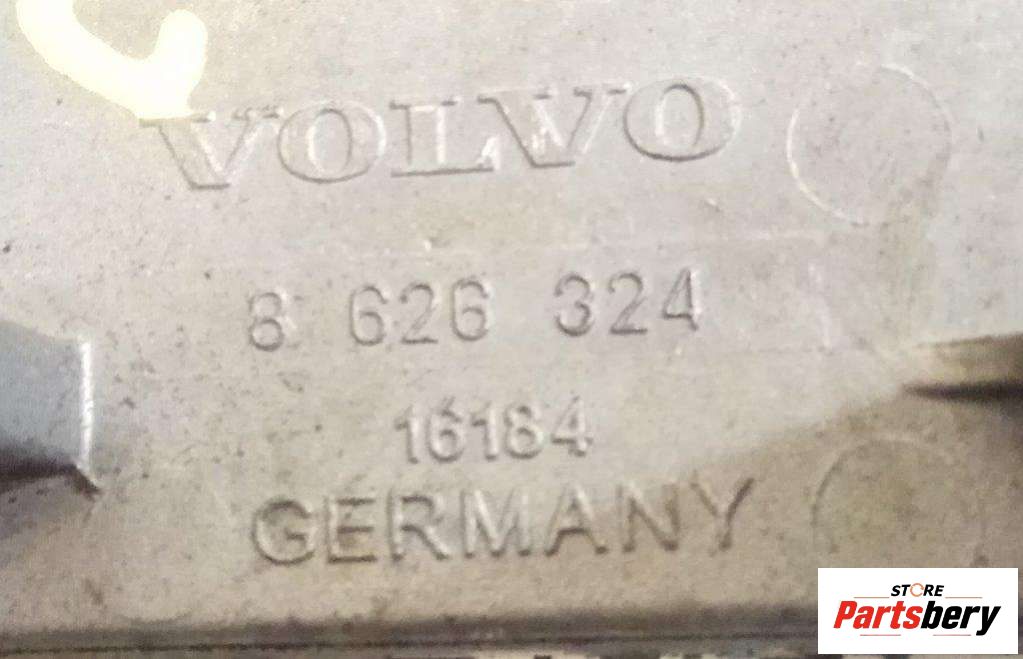 VOLVO
8 626 324
16184
GERMANY
STORE
Partsbery